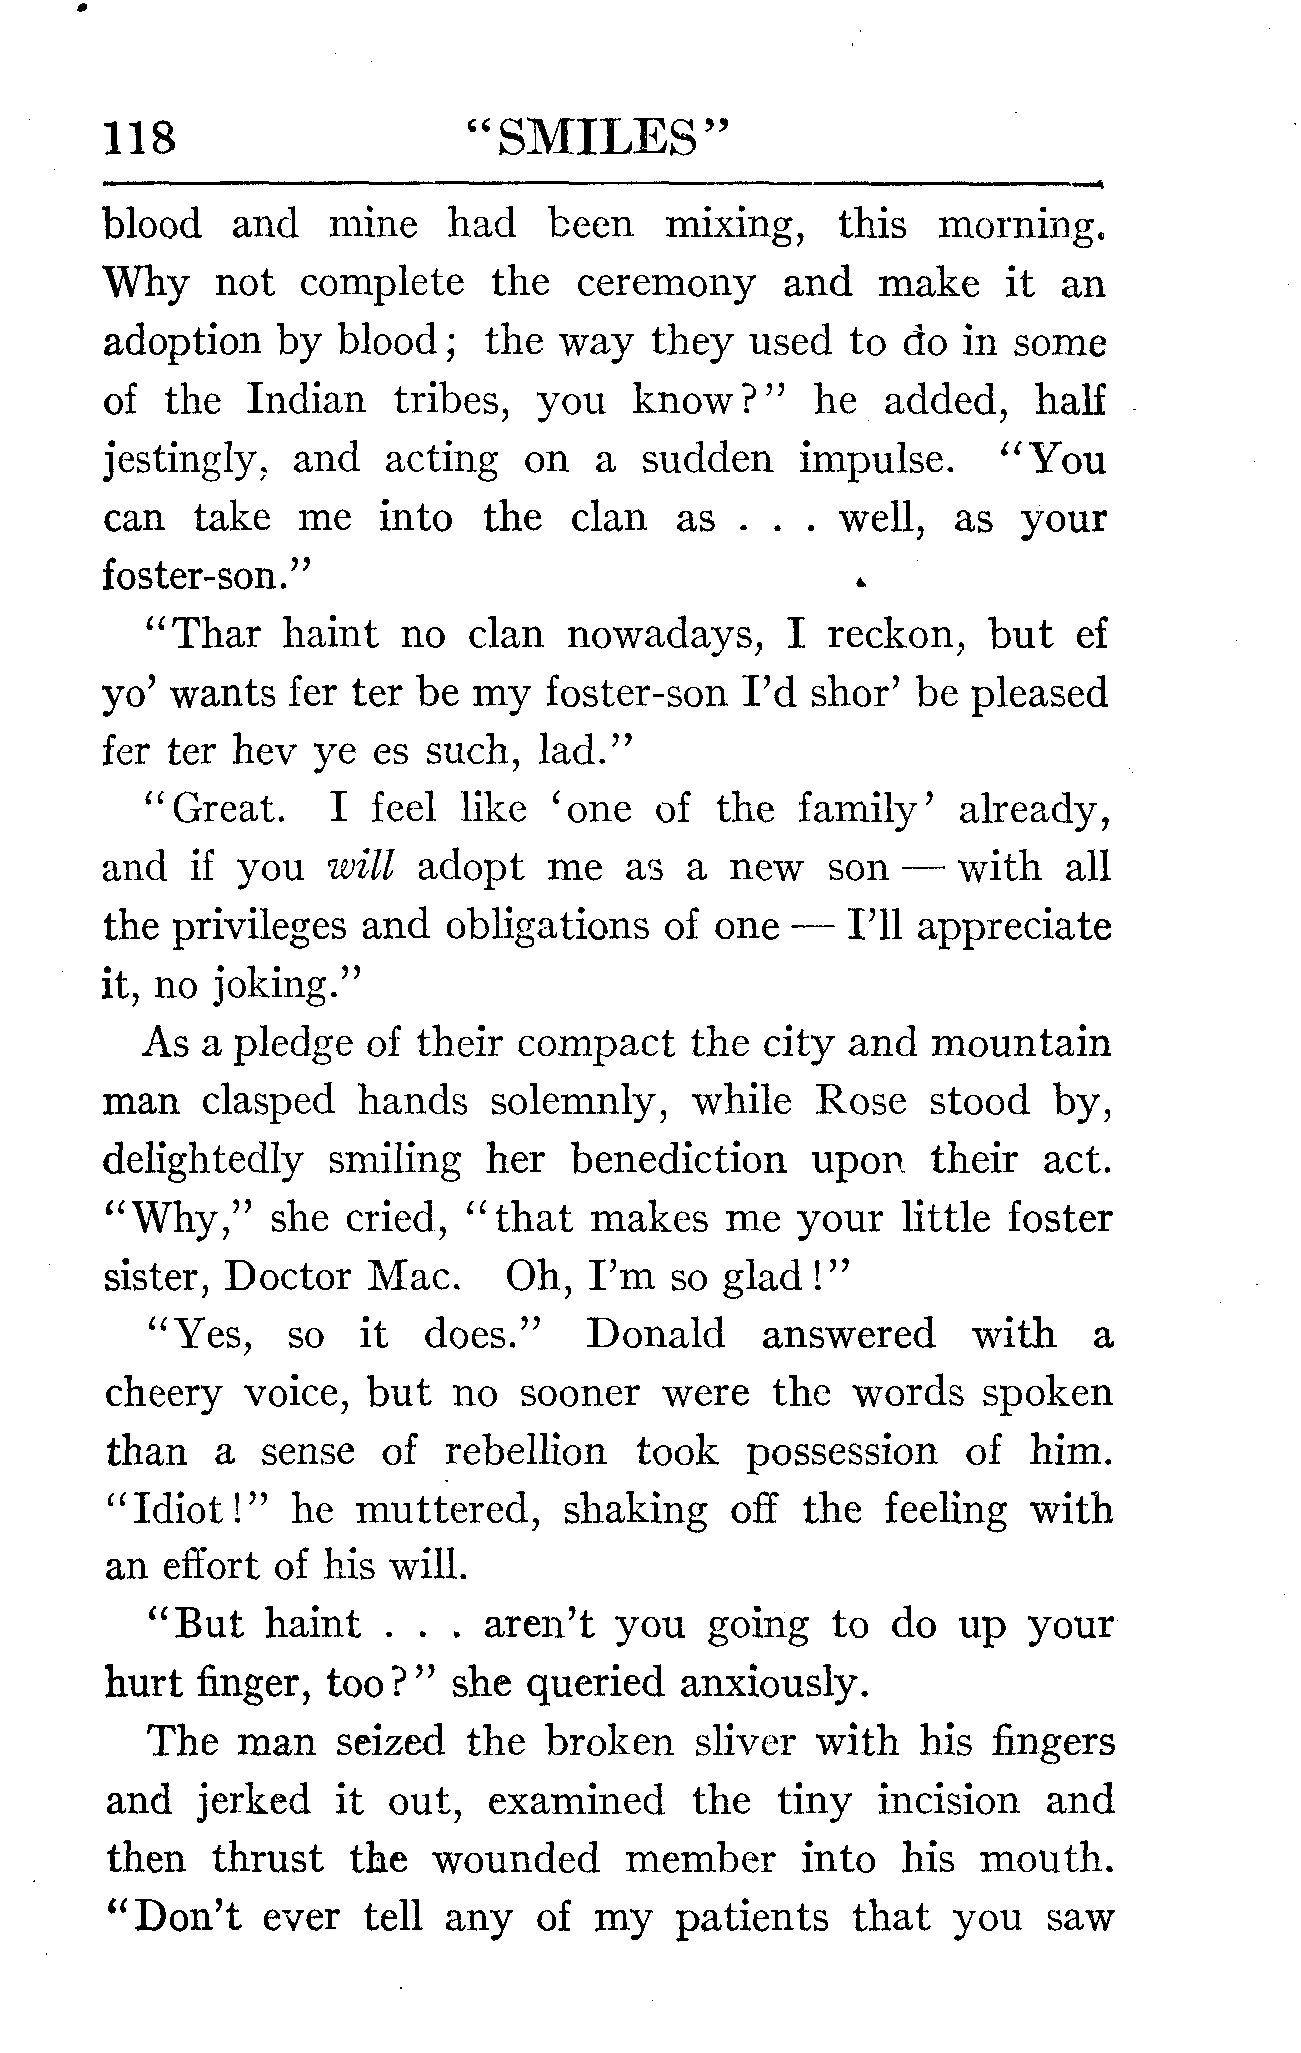 118 "SMILES"
blood and mine had been mixing, this morning.
Why not complete the ceremony and make it an
adoption by blood; the way they used to do in some
of the Indian tribes, you know?" he added, half
jestingly, and acting on a sudden impulse. "You
can take me into the clan as . . . well, as your
foster-son."
"Thar haint no clan nowadays, I reckon, but ef
yo' wants fer ter be my foster-son I'd shor' be pleased
fer ter hev ye es such, lad."
"Great. I feel like 'one of the family' already,
and if you will adopt me as a new son — with all
the privileges and obligations of one — I'll appreciate
it, no joking."
As a pledge of their compact the city and mountain
man clasped hands solemnly, while Rose stood by,
delightedly smiling her benediction upon their act.
"Why," she cried, "that makes me your little foster
sister, Doctor Mac. Oh, I'm so glad!"
"Yes, so it does." Donald answered with a
cheery voice, but no sooner were the words spoken
than a sense of rebellion took possession of him.
"Idiot!" he muttered, shaking off the feeling with
an effort of his will.
"But haint . . . aren't you going to do up your
hurt finger, too?" she queried anxiously.
The man seized the broken sliver with his fingers
and jerked it out, examined the tiny incision and
then thrust the wounded member into his mouth.
"Don't ever tell any of my patients that you saw